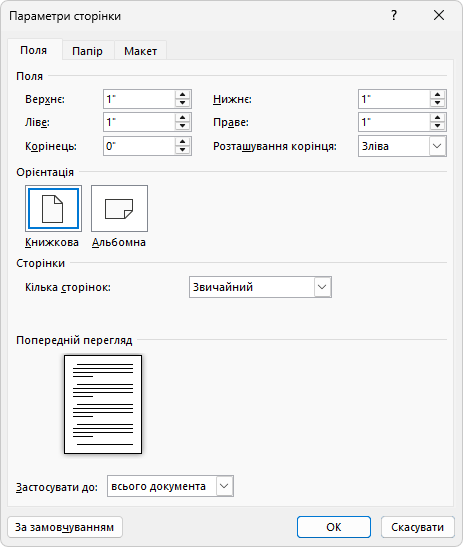 Параметри сторінки ?
Поля Папір Макет
Поля
Верхнє: 1" Нижнє: 1"
Ліве: 1" Праве: 1"
Корінець: 0" Розташування корінця: Зліва
Орієнтація
Книжкова Альбомна
Сторінки
Кілька сторінок: Звичайний
Попередній перегляд
Застосувати до: всього документа
За замовчуванням ОК Скасувати